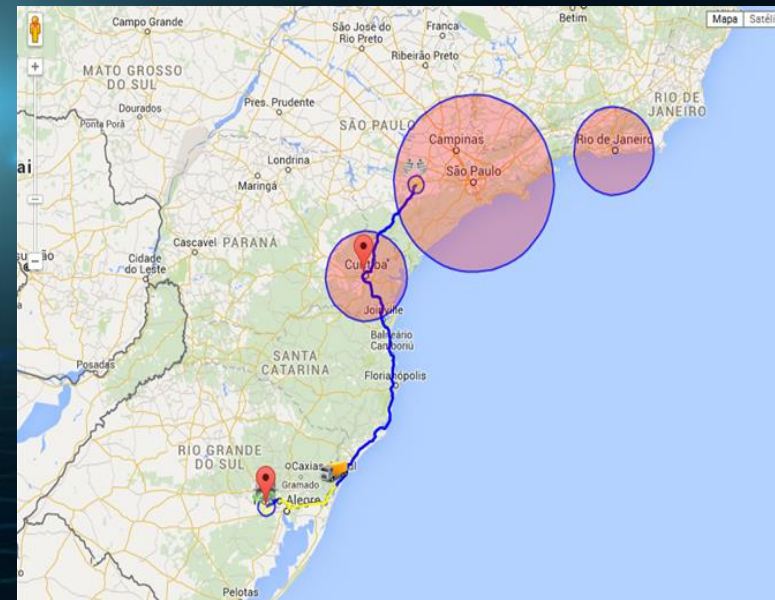 Campo Grande
São José do
Rio Preto
Franca
Betim
Mapa
Ribeirão Preto
MATO GROSSO
DO SUL
Dourados
Pres. Prudente
Ponta Porã
SÃO PAULO
Campinas
RIO DE
JANEIRO
Rio de Janeiro
São Paulo
Londrina
Maringá
Cascavel
PARANÁ
Cidade
do Leste
Curitiba
Joinville
Balneário
Camboriú
Posadas
SANTA
CATARINA
Florianópolis
RIO GRANDE
DO SUL
Gramado
Alegre
Pelotas